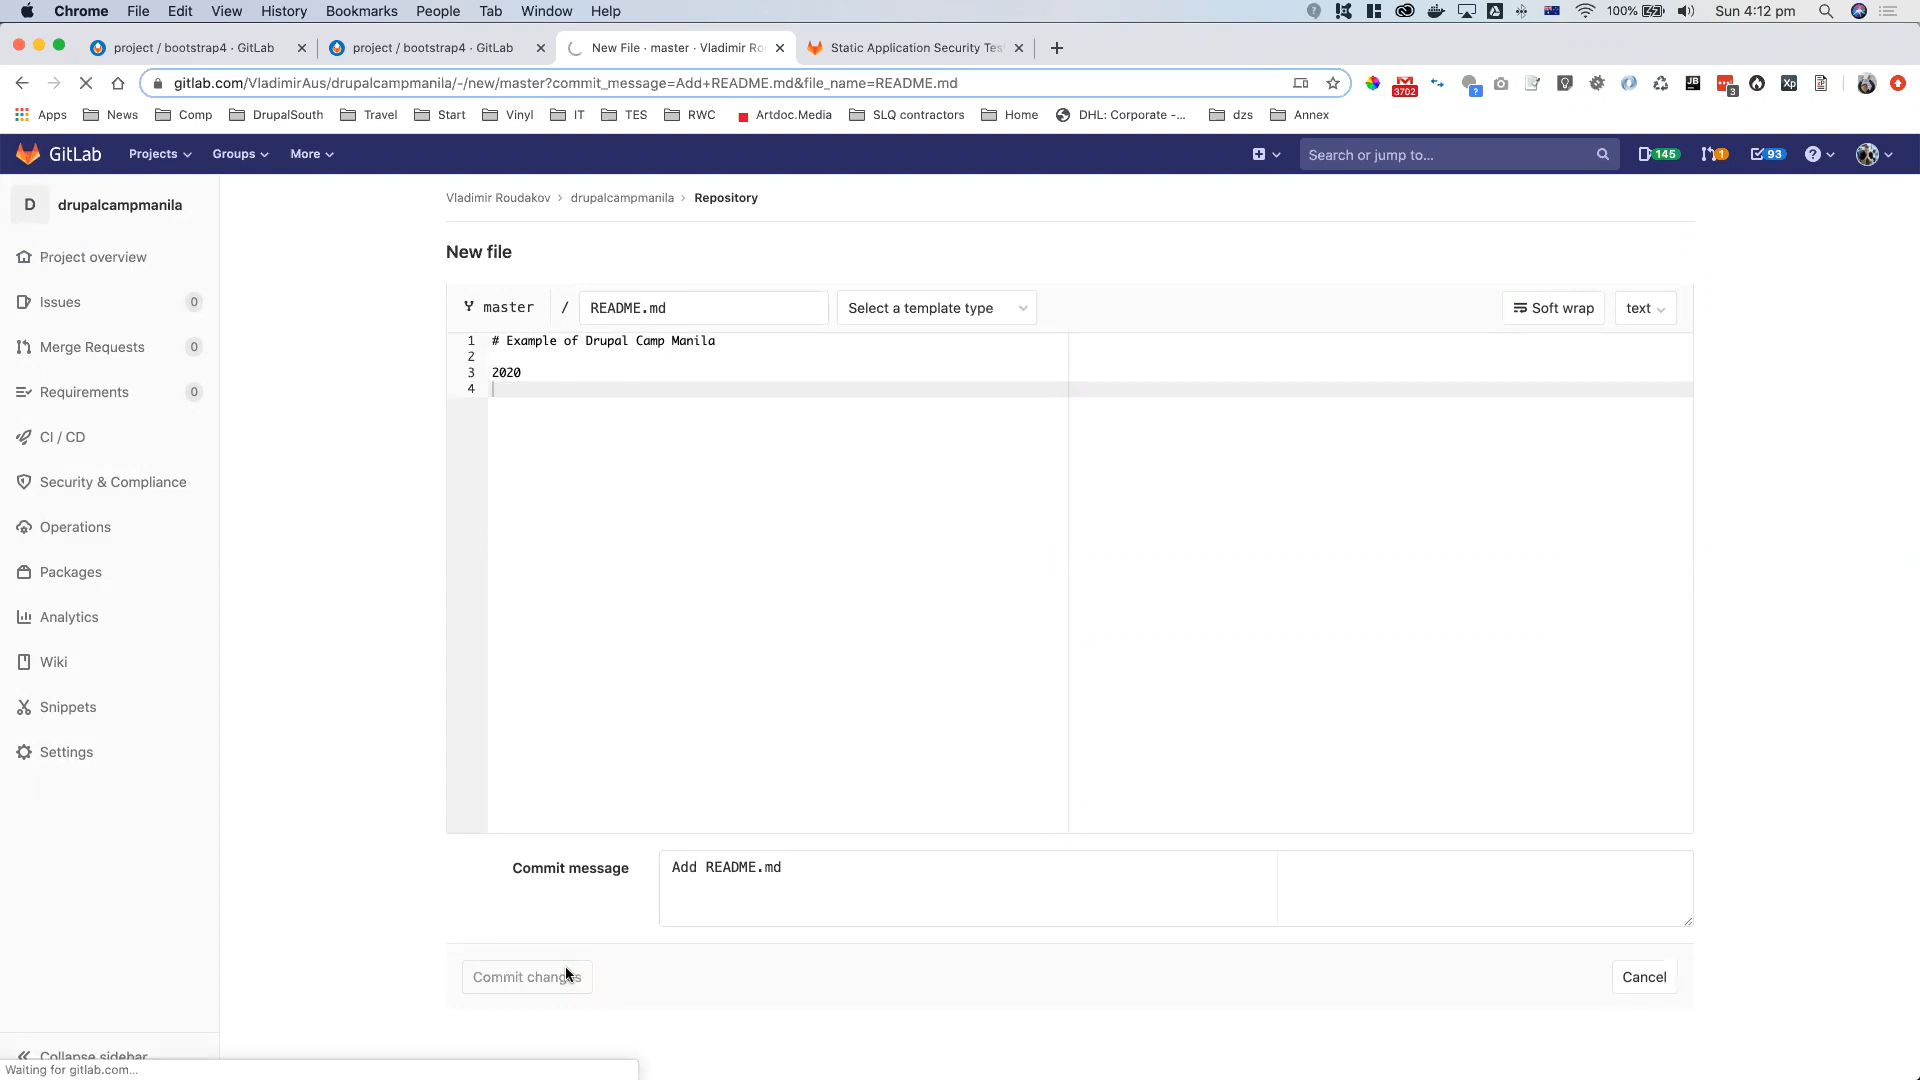 Chrome File Edit View History Bookmarks People Tab Window Help 100% Sun 4:12 pm
project / bootstrap4 · GitLab project / bootstrap4 · GitLab New File · master · Vladimir Ro Static Application Security Tes
gitlab.com/VladimirAus/drupalcampmanila/-/new/master?commit_message=Add+README.md&file_name=README.md 3702 ? JB 3 Xp
Apps News Comp DrupalSouth Travel Start Vinyl IT TES RWC Artdoc.Media SLQ contractors Home DHL: Corporate -... dzs Annex
GitLab Projects Groups More Search or jump to... 145 1 93 ?
D drupalcampmanila
Project overview
Issues 0
Merge Requests 0
Requirements 0
CI / CD
Security & Compliance
Operations
Packages
Analytics
Wiki
Snippets
Settings
Collapse sidebar
Vladimir Roudakov > drupalcampmanila > Repository
New file
master / README.md Select a template type Soft wrap text
1 # Example of Drupal Camp Manila
2
3 2020
4
Commit message Add README.md
Commit changes Cancel
Waiting for gitlab.com...